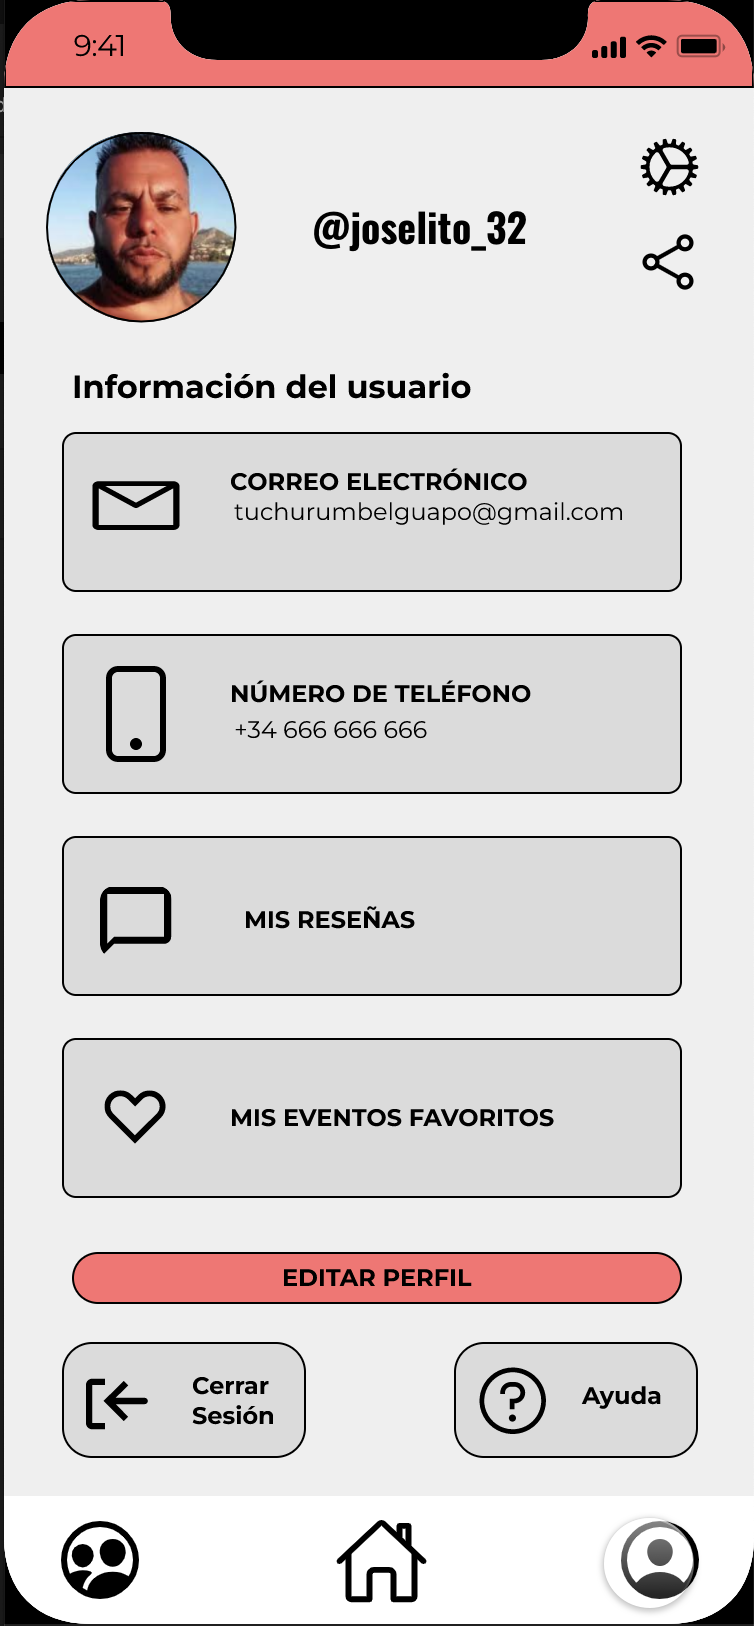 9:41
@joselito_32
Información del usuario
CORREO ELECTRÓNICO
tuchurumbelguapo@gmail.com
NÚMERO DE TELÉFONO
+34 666 666 666
MIS RESEÑAS
MIS EVENTOS FAVORITOS
EDITAR PERFIL
Cerrar
Sesión
Ayuda